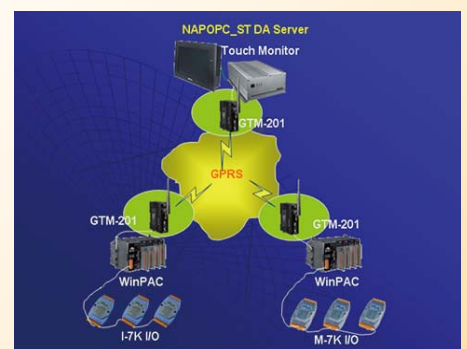 NAPOPC_ST DA Server
Touch Monitor
GTM-201
GPRS
GTM-201
GTM-201
WinPAC
WinPAC
I-7K I/O
M-7K I/O